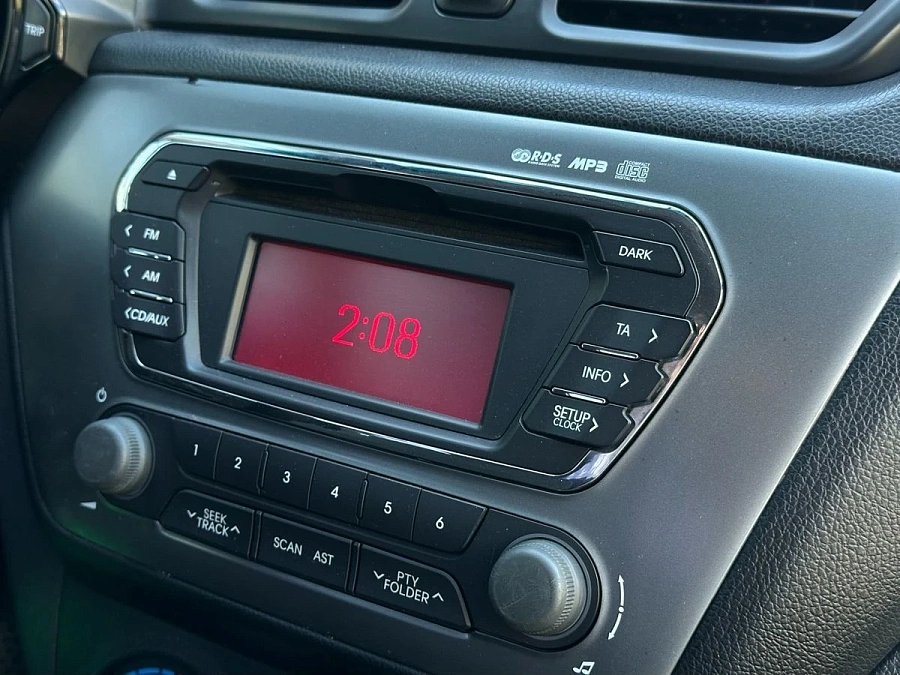 TRIP
R·D·S
MP3
COMPACT
disc
DIGITAL AUDIO
DARK
FM
AM
CD/AUX
2:08
TA
INFO
SETUP
CLOCK
1 2 3 4 5 6
SEEK
TRACK
SCAN AST
PTY
FOLDER